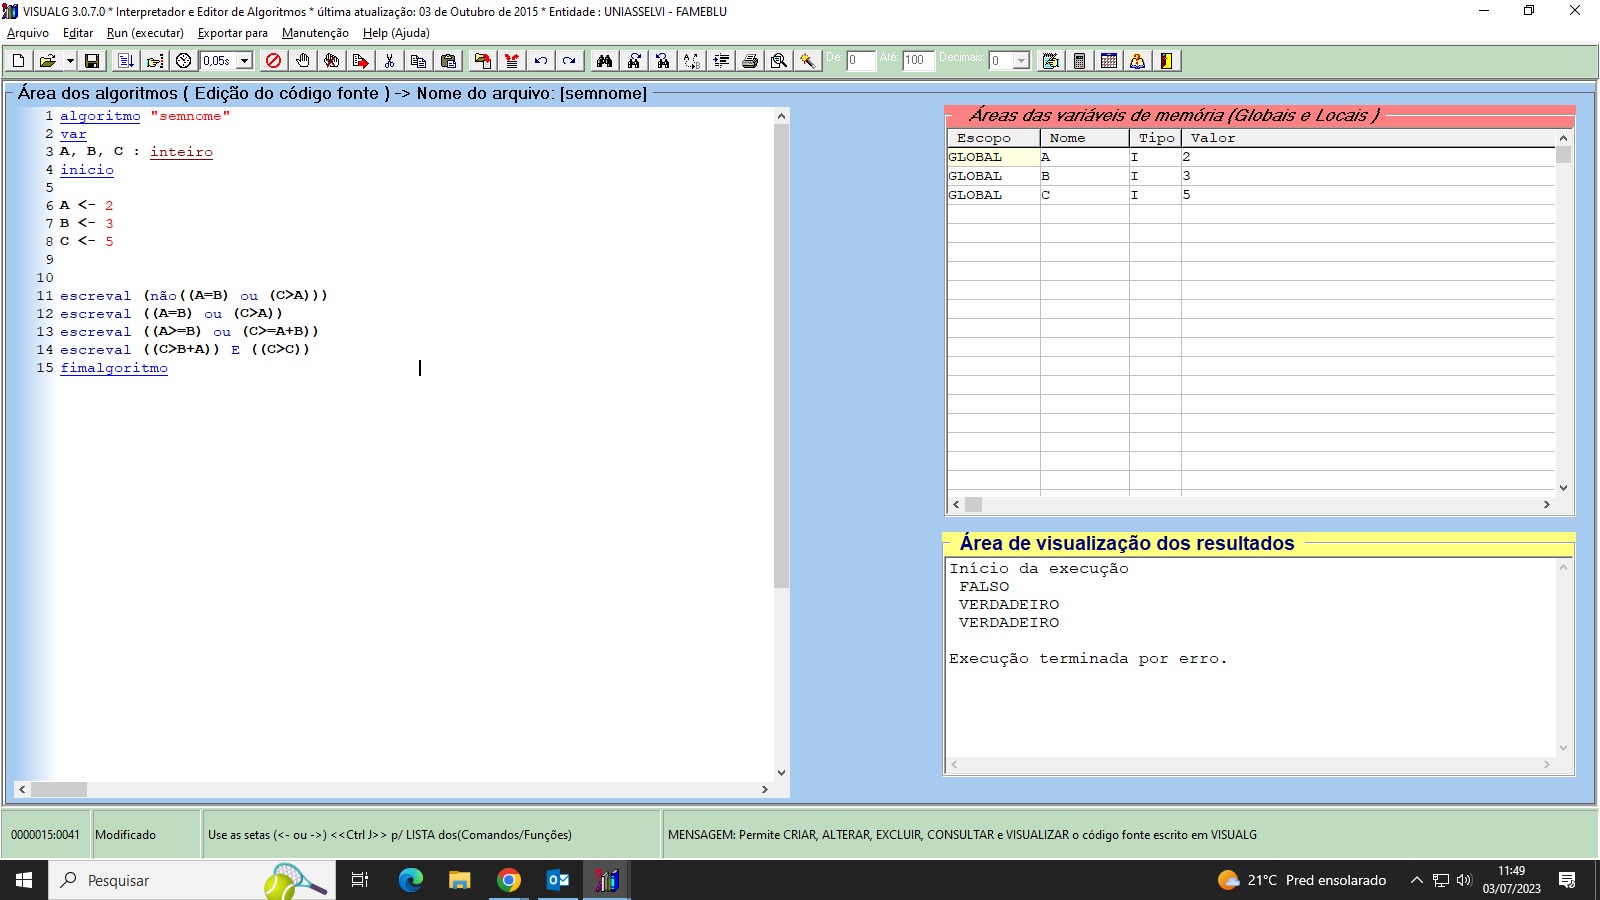 VISUALG 3.0.7.0 * Interpretador e Editor de Algoritmos * última atualização: 03 de Outubro de 2015 * Entidade : UNIASSELVI - FAMEBLU
Arquivo Editar Run (executar) Exportar para Manutenção Help (Ajuda)
0,05s De: 0 Até: 100 Decimais: 0
Área dos algoritmos ( Edição do código fonte ) -> Nome do arquivo: [semnome]
1 algoritmo "semnome"
2 var
3 A, B, C : inteiro
4 inicio
5
6 A <- 2
7 B <- 3
8 C <- 5
9
10
11 escreval (não((A=B) ou (C>A)))
12 escreval ((A=B) ou (C>A))
13 escreval ((A>=B) ou (C>=A+B))
14 escreval ((C>B+A)) E ((C>C))
15 fimalgoritmo
Áreas das variáveis de memória (Globais e Locais )
Escopo Nome Tipo Valor
GLOBAL A I 2
GLOBAL B I 3
GLOBAL C I 5
Área de visualização dos resultados
Início da execução
FALSO
VERDADEIRO
VERDADEIRO
Execução terminada por erro.
0000015:0041 Modificado Use as setas (<- ou ->) <<Ctrl J>> p/ LISTA dos(Comandos/Funções) MENSAGEM: Permite CRIAR, ALTERAR, EXCLUIR, CONSULTAR e VISUALIZAR o código fonte escrito em VISUALG
Pesquisar 21°C Pred ensolarado 11:49
03/07/2023